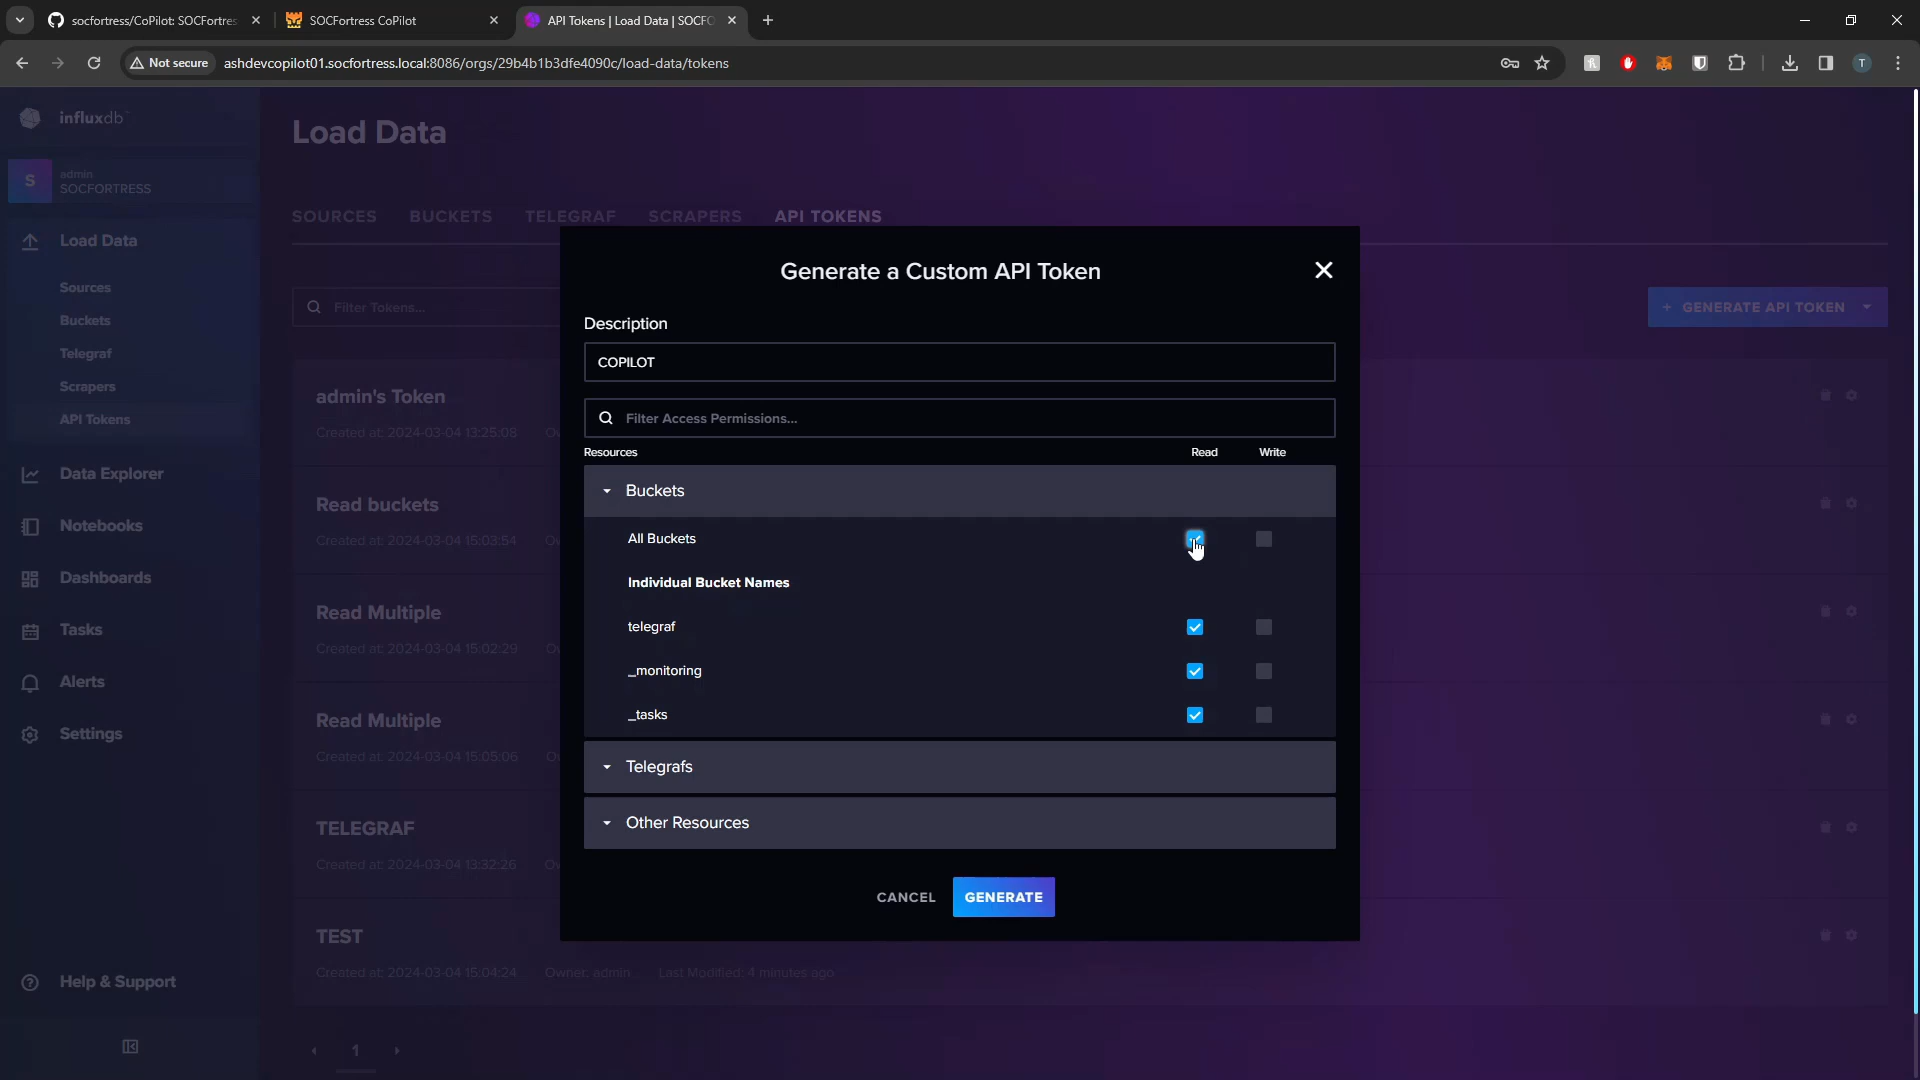 socfortress/CoPilot: SOCFortres
SOCFortress CoPilot
API Tokens | Load Data | SOCFO
Not secure
ashdevcopilot01.socfortress.local:8086/orgs/29b4b1b3dfe4090c/load-data/tokens
T
influxdb™
S
admin
SOCFORTRESS
Load Data
Sources
Buckets
Telegraf
Scrapers
API Tokens
Data Explorer
Notebooks
Dashboards
Tasks
Alerts
Settings
Help & Support
Load Data
SOURCES BUCKETS TELEGRAF SCRAPERS API TOKENS
Filter Tokens...
+ GENERATE API TOKEN
admin's Token
Created at: 2024-03-04 13:25:08
Read buckets
Created at: 2024-03-04 15:03:54
Read Multiple
Created at: 2024-03-04 15:02:29
Read Multiple
Created at: 2024-03-04 15:05:06
TELEGRAF
Created at: 2024-03-04 13:32:26
TEST
Created at: 2024-03-04 15:04:24 Owner: admin Last Modified: 4 minutes ago
1
Generate a Custom API Token
Description
COPILOT
Filter Access Permissions...
Resources Read Write
Buckets
All Buckets
Individual Bucket Names
telegraf
_monitoring
_tasks
Telegrafs
Other Resources
CANCEL GENERATE